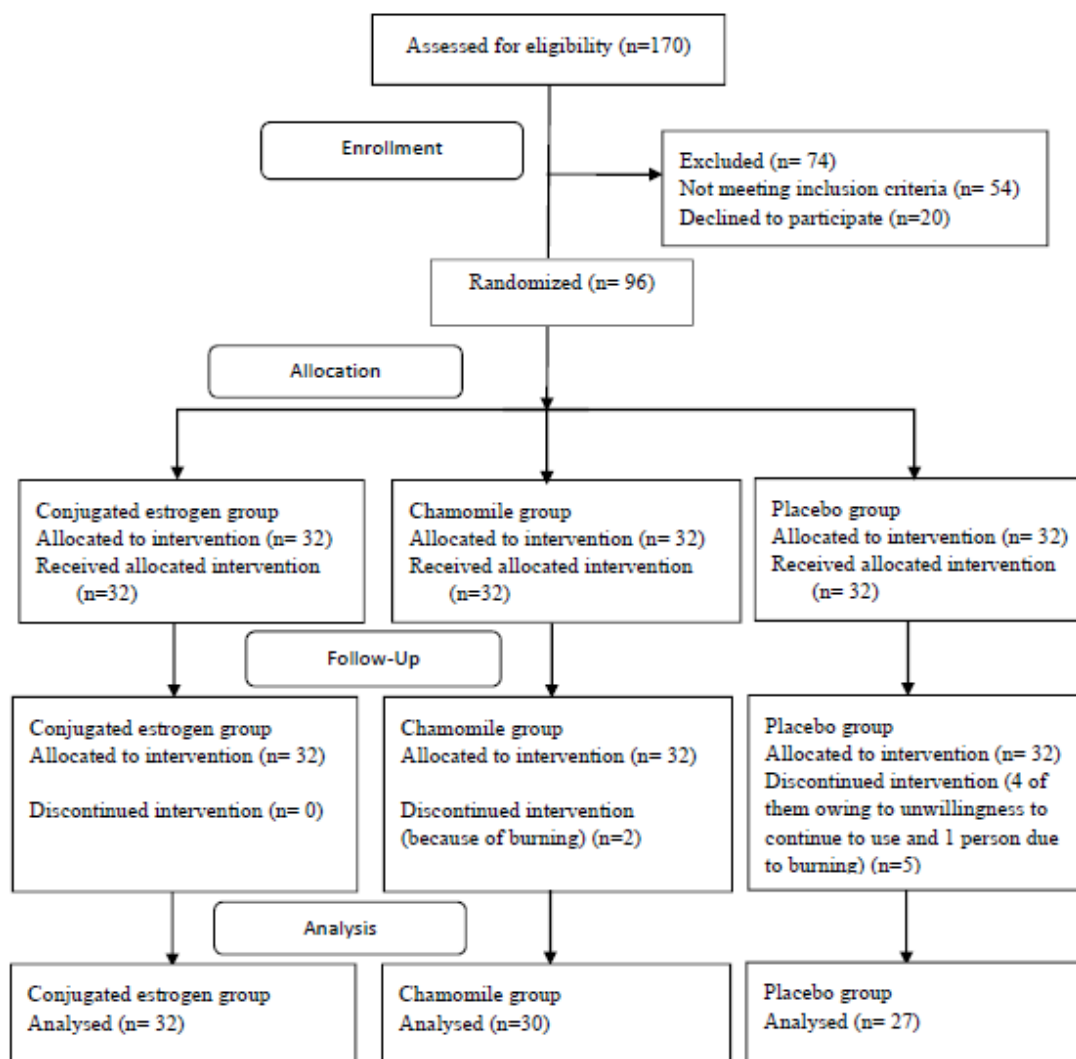 Assessed for eligibility (n=170)
Enrollment
Excluded (n= 74)
Not meeting inclusion criteria (n= 54)
Declined to participate (n=20)
Randomized (n= 96)
Allocation
Conjugated estrogen group
Allocated to intervention (n= 32)
Received allocated intervention
(n=32)
Chamomile group
Allocated to intervention (n= 32)
Received allocated intervention
(n=32)
Placebo group
Allocated to intervention (n= 32)
Received allocated intervention
(n= 32)
Follow-Up
Conjugated estrogen group
Allocated to intervention (n= 32)
Discontinued intervention (n= 0)
Chamomile group
Allocated to intervention (n= 32)
Discontinued intervention
(because of burning) (n=2)
Placebo group
Allocated to intervention (n= 32)
Discontinued intervention (4 of
them owing to unwillingness to
continue to use and 1 person due
to burning) (n=5)
Analysis
Conjugated estrogen group
Analysed (n= 32)
Chamomile group
Analysed (n=30)
Placebo group
Analysed (n= 27)